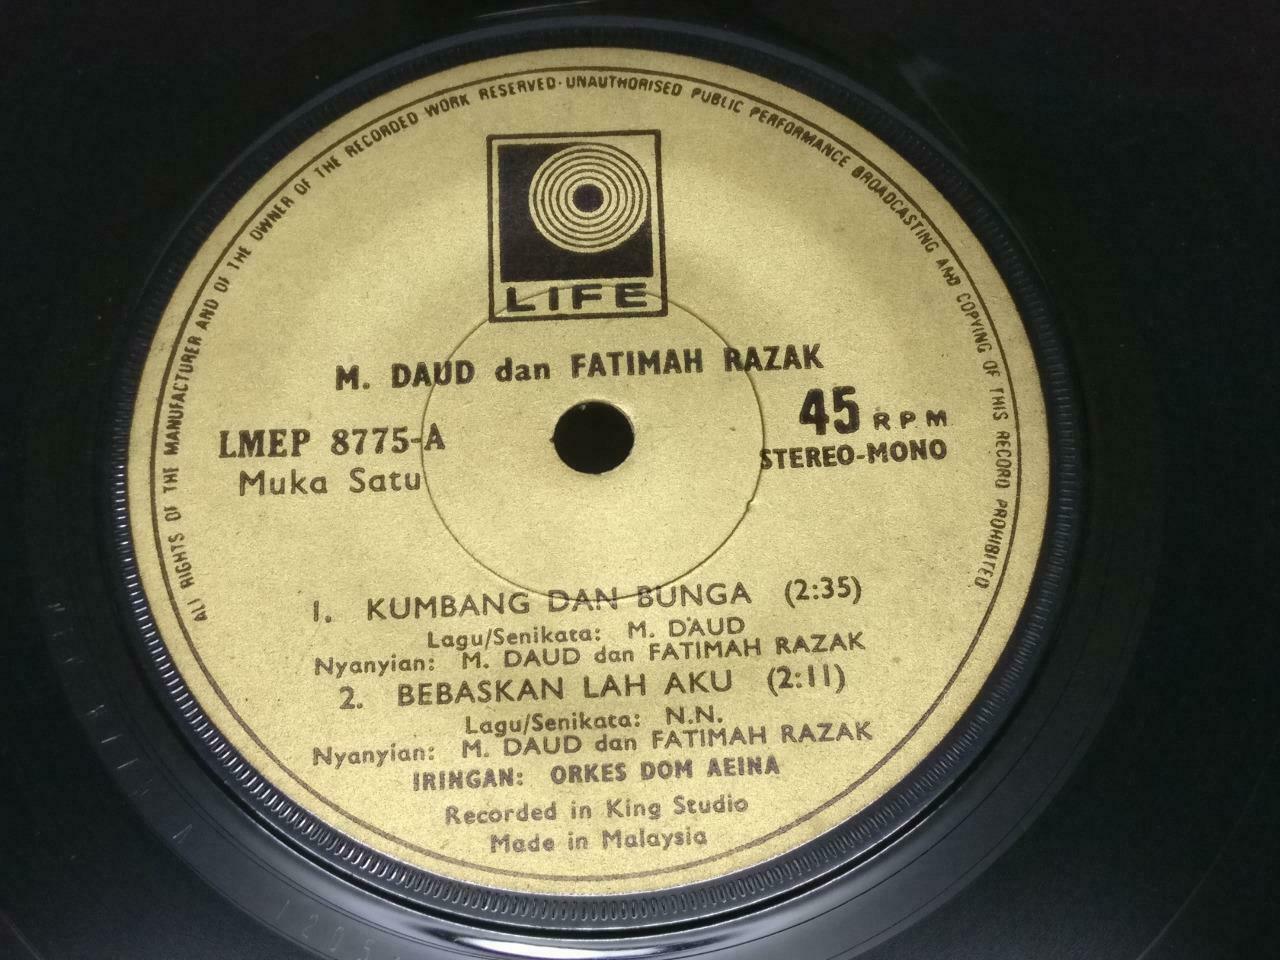 ALL RIGHTS OF THE MANUFACTURER AND OF THE OWNER OF THE RECORDED WORK RESERVED · UNAUTHORISED PUBLIC PERFORMANCE BROADCASTING AND COPYING OF THIS RECORD PROHIBITED.
LIFE
M. DAUD dan FATIMAH RAZAK
LMEP 8775-A
Muka Satu
45 RPM
STEREO-MONO
1. KUMBANG DAN BUNGA (2:35)
Lagu/Senikata: M. DAUD
Nyanyian: M. DAUD dan FATIMAH RAZAK
2. BEBASKAN LAH AKU (2:11)
Lagu/Senikata: N.N.
Nyanyian: M. DAUD dan FATIMAH RAZAK
IRINGAN: ORKES DOM AEINA
Recorded in King Studio
Made in Malaysia